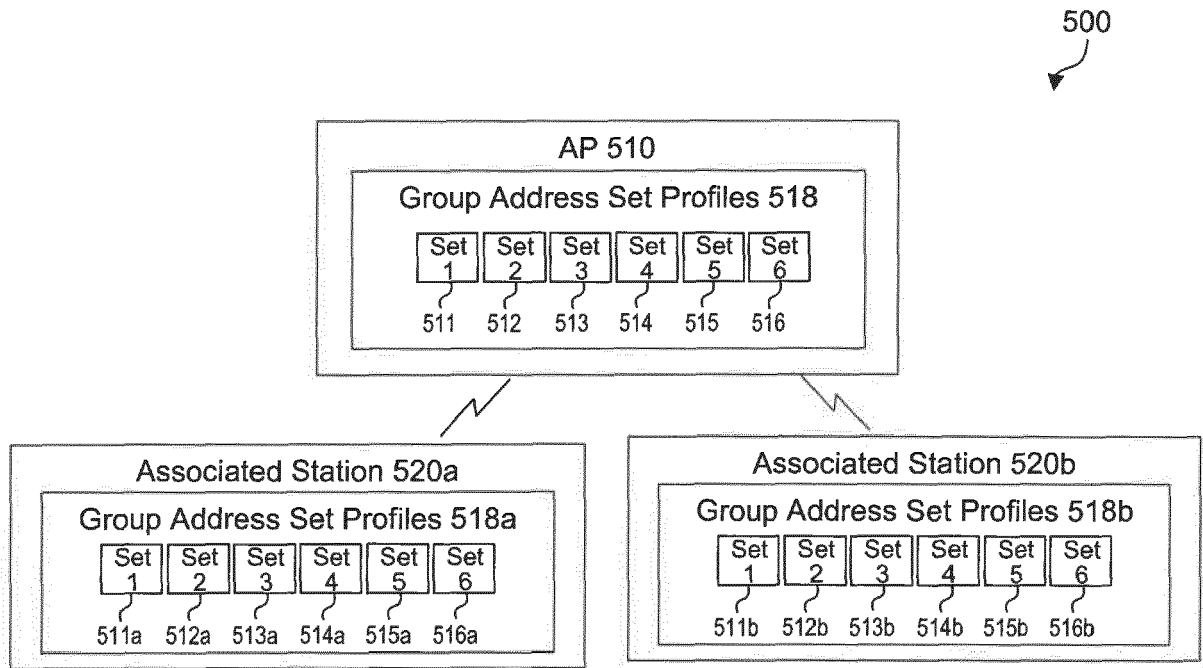 500
AP 510
Group Address Set Profiles 518
Set 1 Set 2 Set 3 Set 4 Set 5 Set 6
511 512 513 514 515 516
Associated Station 520a
Group Address Set Profiles 518a
Set 1 Set 2 Set 3 Set 4 Set 5 Set 6
511a 512a 513a 514a 515a 516a
Associated Station 520b
Group Address Set Profiles 518b
Set 1 Set 2 Set 3 Set 4 Set 5 Set 6
511b 512b 513b 514b 515b 516b